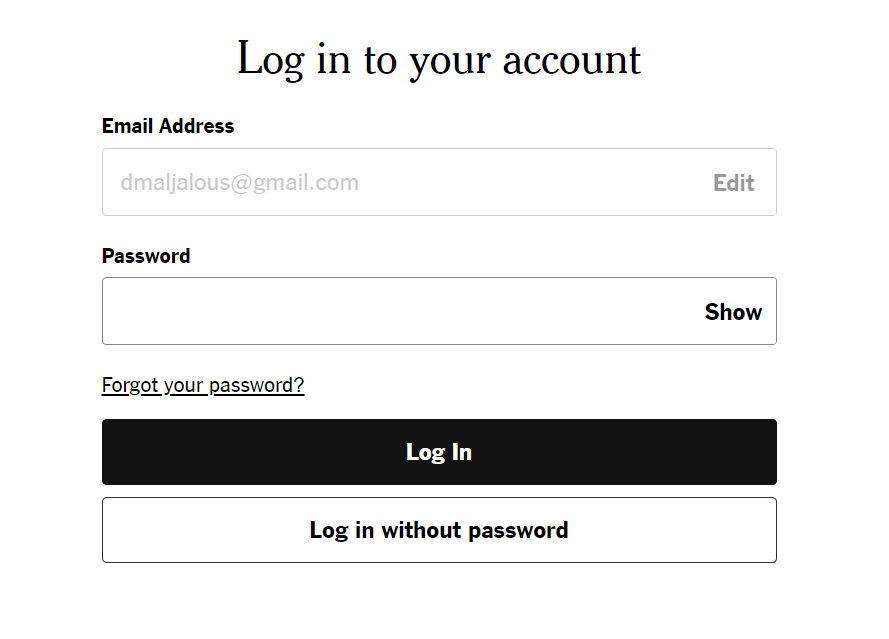 Log in to your account
Email Address
dmaljalous@gmail.com
Edit
Password
Show
Forgot your password?
Log In
Log in without password